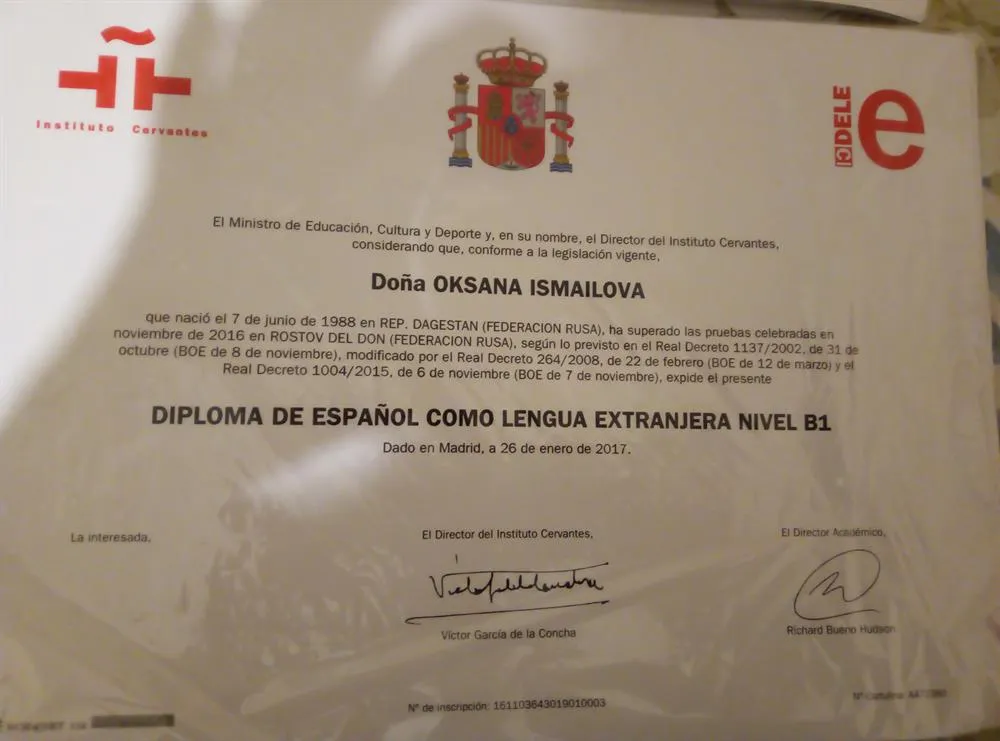 Instituto Cervantes
DELE
e
El Ministro de Educación, Cultura y Deporte y, en su nombre, el Director del Instituto Cervantes,
considerando que, conforme a la legislación vigente,
Doña OKSANA ISMAILOVA
que nació el 7 de junio de 1988 en REP. DAGESTAN (FEDERACION RUSA), ha superado las pruebas celebradas en
noviembre de 2016 en ROSTOV DEL DON (FEDERACION RUSA), según lo previsto en el Real Decreto 1137/2002, de 31 de
octubre (BOE de 8 de noviembre), modificado por el Real Decreto 264/2008, de 22 de febrero (BOE de 12 de marzo) y el
Real Decreto 1004/2015, de 6 de noviembre (BOE de 7 de noviembre), expide el presente
DIPLOMA DE ESPAÑOL COMO LENGUA EXTRANJERA NIVEL B1
Dado en Madrid, a 26 de enero de 2017.
La interesada,
El Director del Instituto Cervantes,
El Director Académico,
Víctor García de la Concha
Richard Bueno Hudson
Nº de inscripción: 161103643019010003
Nº Cartulina: